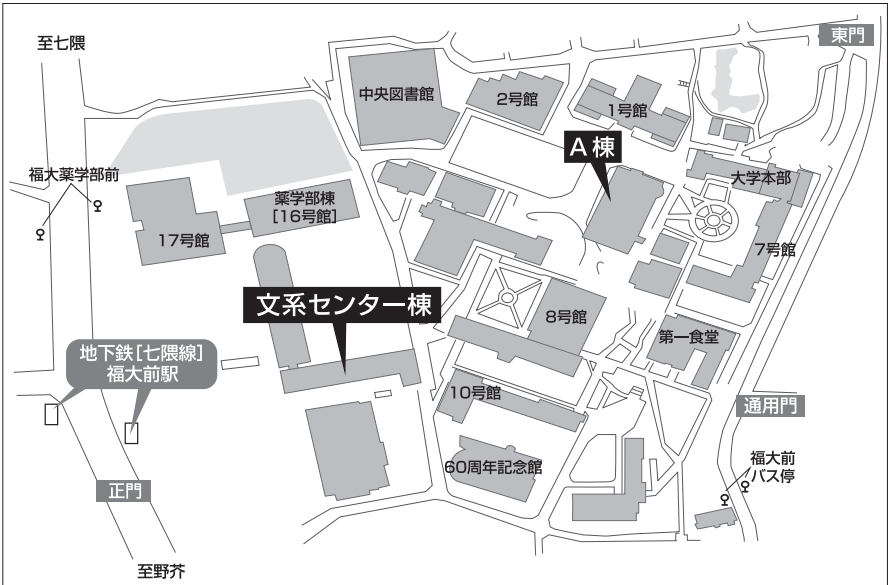 至七隈
東門
中央図書館
2号館
1号館
A棟
福大薬学部前
薬学部棟
[16号館]
大学本部
17号館
7号館
文系センター棟
8号館
第一食堂
地下鉄[七隈線]
福大前駅
10号館
通用門
60周年記念館
福大前
バス停
正門
至野芥